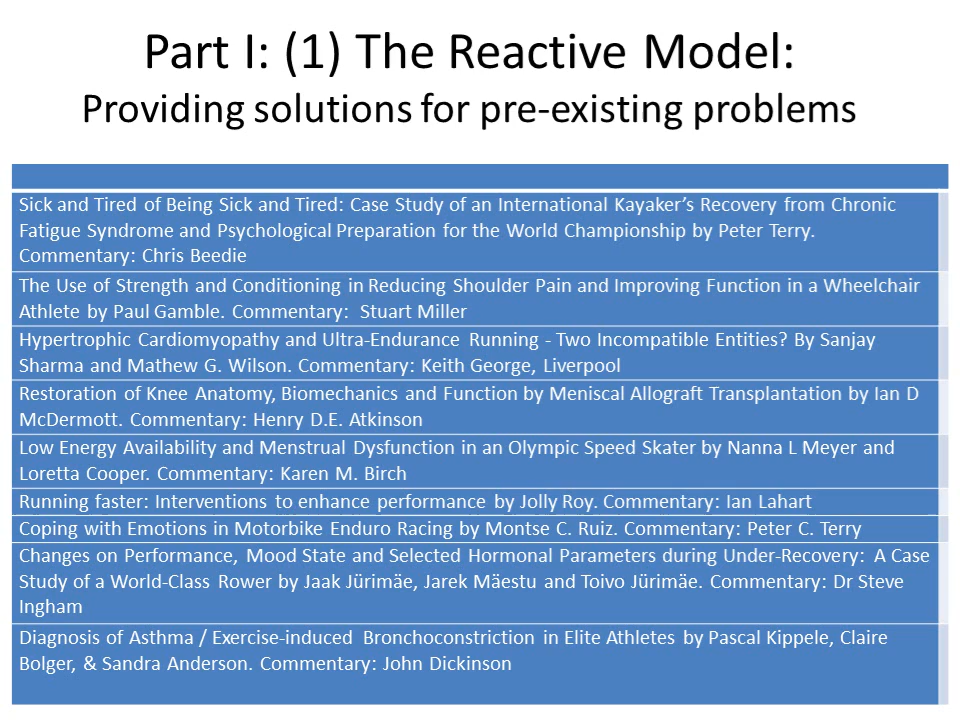 Part I: (1) The Reactive Model:
Providing solutions for pre-existing problems
Sick and Tired of Being Sick and Tired: Case Study of an International Kayaker’s Recovery from Chronic
Fatigue Syndrome and Psychological Preparation for the World Championship by Peter Terry.
Commentary: Chris Beedie
The Use of Strength and Conditioning in Reducing Shoulder Pain and Improving Function in a Wheelchair
Athlete by Paul Gamble. Commentary: Stuart Miller
Hypertrophic Cardiomyopathy and Ultra-Endurance Running - Two Incompatible Entities? By Sanjay
Sharma and Mathew G. Wilson. Commentary: Keith George, Liverpool
Restoration of Knee Anatomy, Biomechanics and Function by Meniscal Allograft Transplantation by Ian D
McDermott. Commentary: Henry D.E. Atkinson
Low Energy Availability and Menstrual Dysfunction in an Olympic Speed Skater by Nanna L Meyer and
Loretta Cooper. Commentary: Karen M. Birch
Running faster: Interventions to enhance performance by Jolly Roy. Commentary: Ian Lahart
Coping with Emotions in Motorbike Enduro Racing by Montse C. Ruiz. Commentary: Peter C. Terry
Changes on Performance, Mood State and Selected Hormonal Parameters during Under-Recovery: A Case
Study of a World-Class Rower by Jaak Jürimäe, Jarek Mäestu and Toivo Jürimäe. Commentary: Dr Steve
Ingham
Diagnosis of Asthma / Exercise-induced Bronchoconstriction in Elite Athletes by Pascal Kippele, Claire
Bolger, & Sandra Anderson. Commentary: John Dickinson